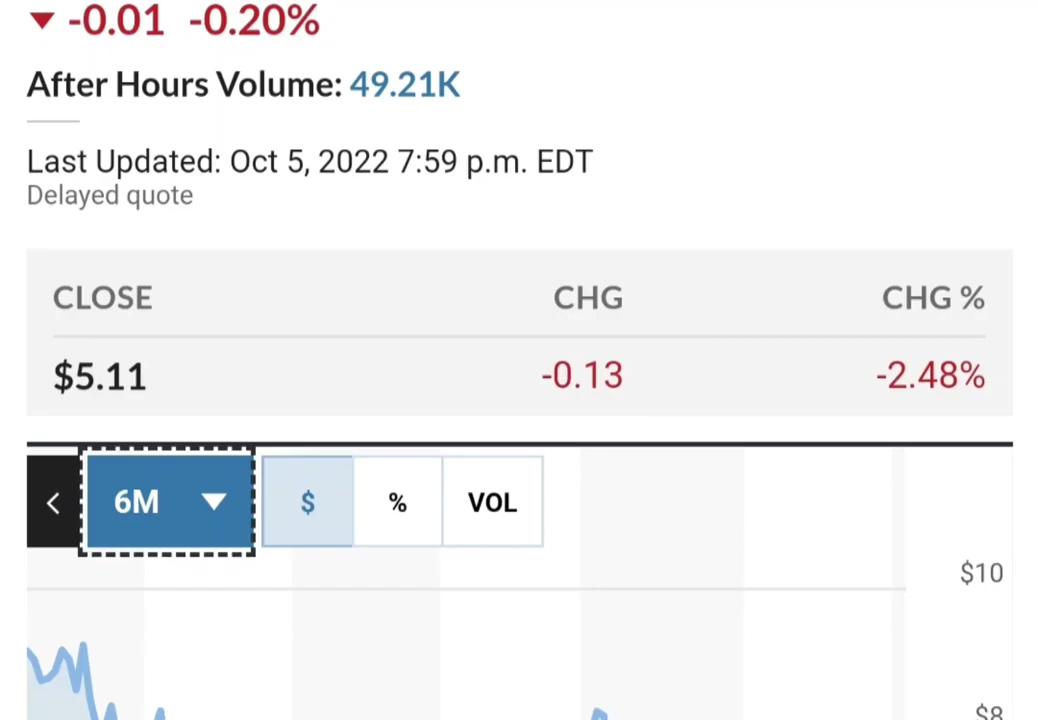 -0.01 -0.20%
After Hours Volume: 49.21K
Last Updated: Oct 5, 2022 7:59 p.m. EDT
Delayed quote
CLOSE CHG CHG %
$5.11 -0.13 -2.48%
6M $ % VOL
$10
$8